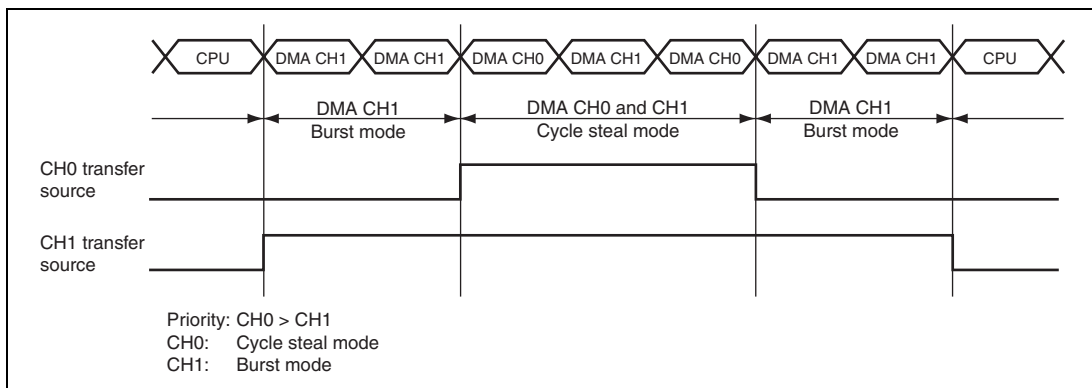 CPU DMA CH1 DMA CH1 DMA CH0 DMA CH1 DMA CH0 DMA CH1 DMA CH1 CPU
DMA CH1 DMA CH0 and CH1 DMA CH1
Burst mode Cycle steal mode Burst mode
CH0 transfer
source
CH1 transfer
source
Priority: CH0 > CH1
CH0: Cycle steal mode
CH1: Burst mode